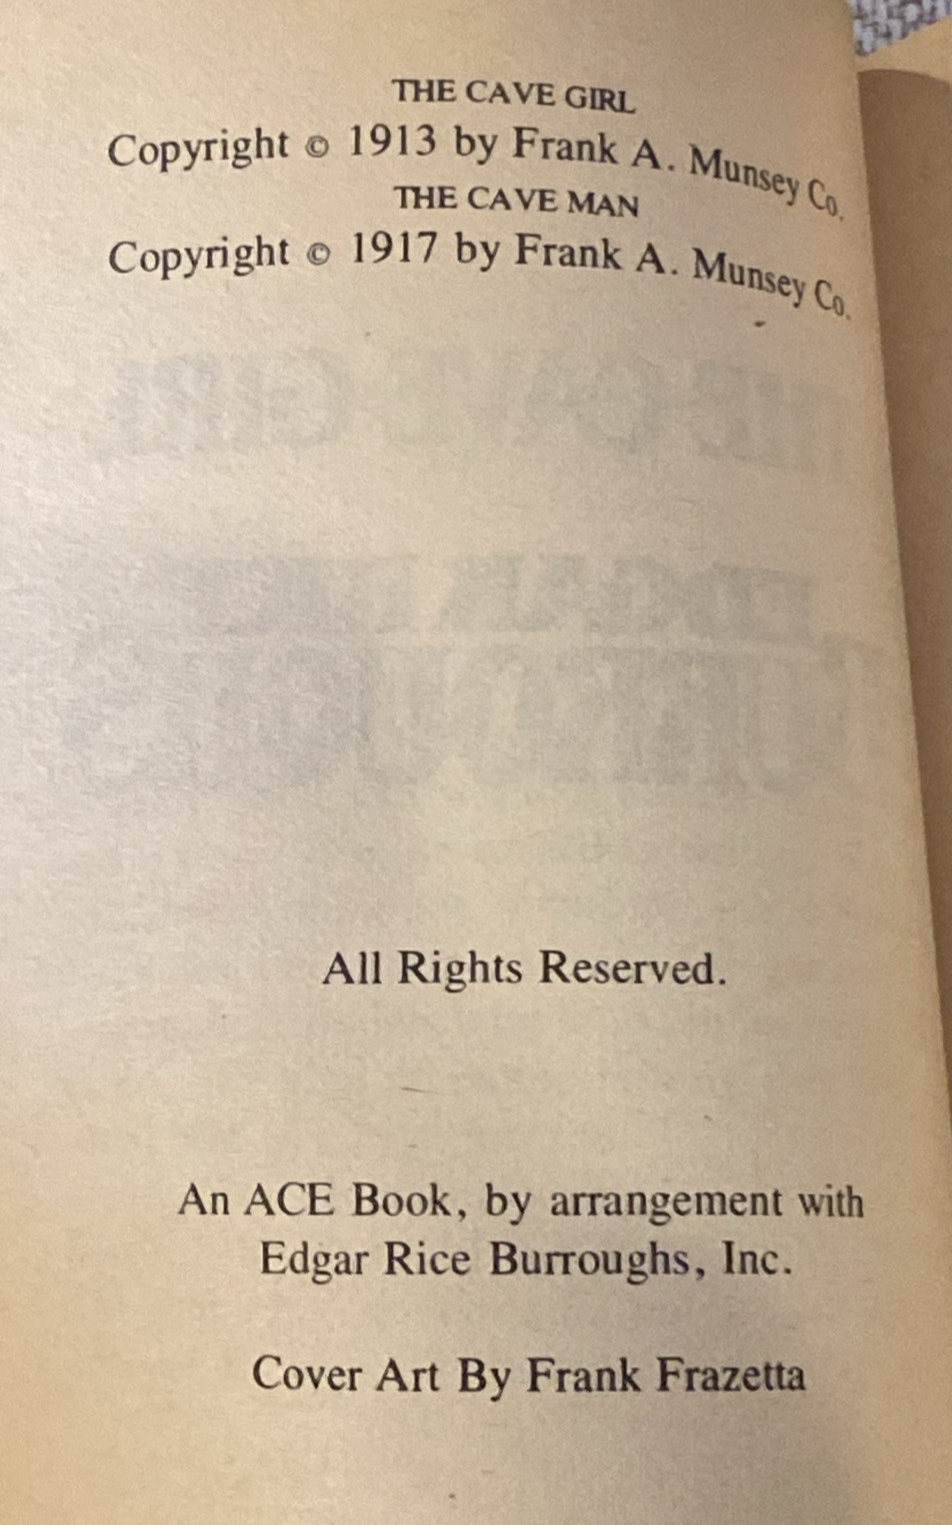 THE CAVE GIRL
Copyright © 1913 by Frank A. Munsey Co.
THE CAVE MAN
Copyright © 1917 by Frank A. Munsey Co.
All Rights Reserved.
An ACE Book, by arrangement with
Edgar Rice Burroughs, Inc.
Cover Art By Frank Frazetta